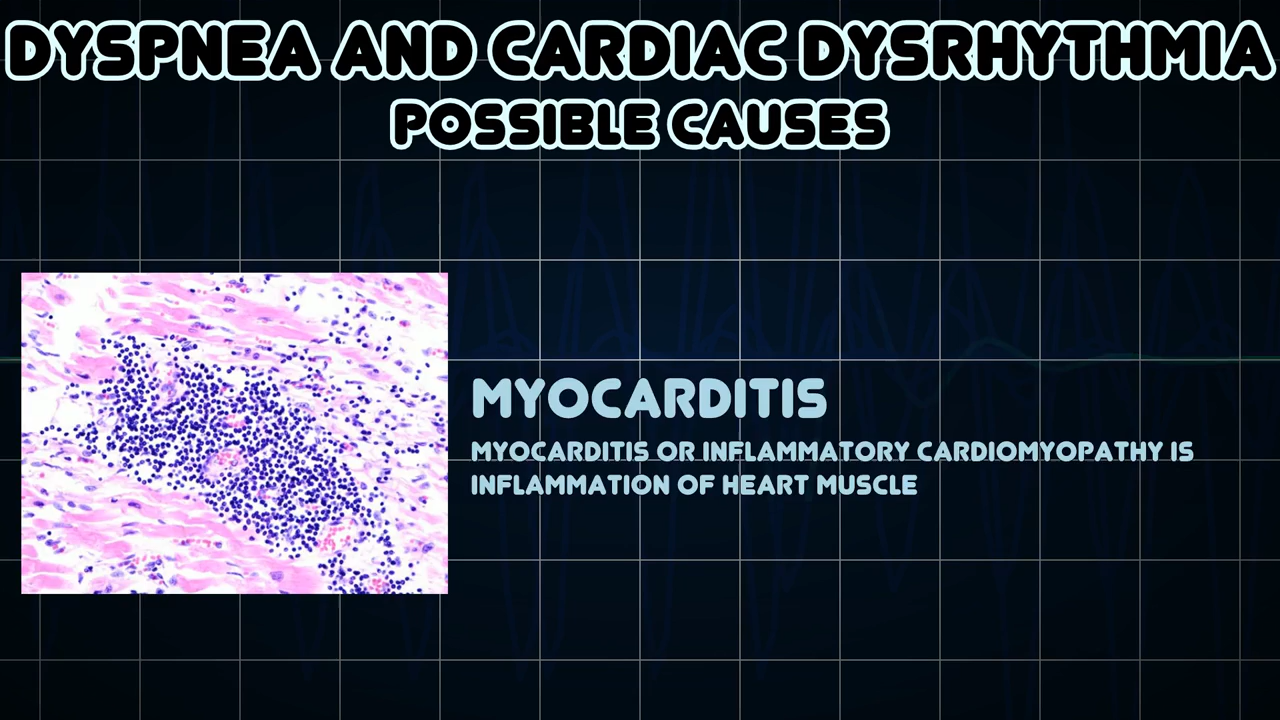 DYSPNEA AND CARDIAC DYSRHYTHMIA
POSSIBLE CAUSES
MYOCARDITIS
MYOCARDITIS OR INFLAMMATORY CARDIOMYOPATHY IS
INFLAMMATION OF HEART MUSCLE